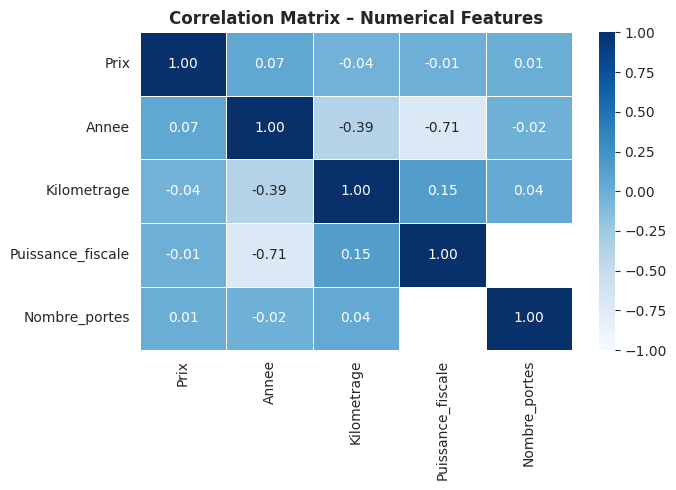 Correlation Matrix – Numerical Features
Prix 1.00 0.07 -0.04 -0.01 0.01
Annee 0.07 1.00 -0.39 -0.71 -0.02
Kilometrage -0.04 -0.39 1.00 0.15 0.04
Puissance_fiscale -0.01 -0.71 0.15 1.00
Nombre_portes 0.01 -0.02 0.04 1.00
Prix Annee Kilometrage Puissance_fiscale Nombre_portes
1.00
0.75
0.50
0.25
0.00
−0.25
−0.50
−0.75
−1.00